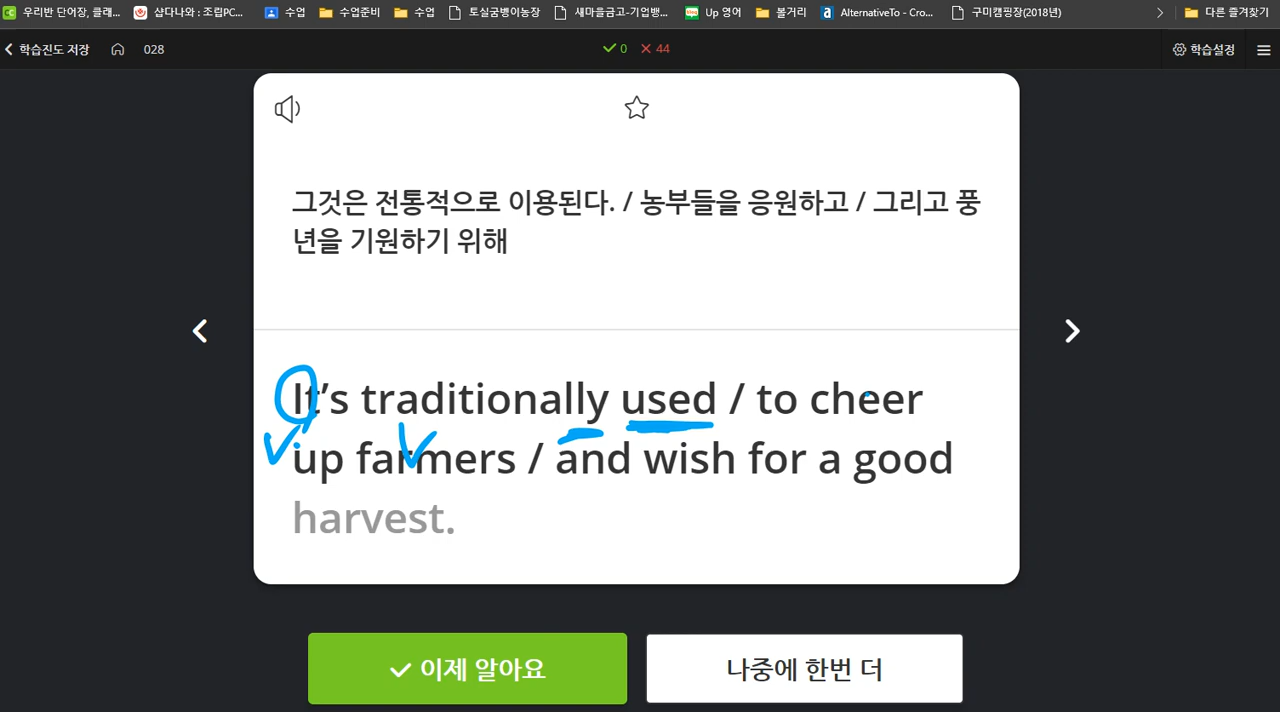 우리반 단어장, 클래... 샵다나와 : 조립PC... 수업 수업준비 수업 토실굼벵이농장 새마을금고-기업뱅... Up 영어 볼거리 AlternativeTo - Cro... 구미캠핑장(2018년) 다른 즐겨찾기
학습진도 저장 028 0 44 학습설정
그것은 전통적으로 이용된다. / 농부들을 응원하고 / 그리고 풍
년을 기원하기 위해
It’s traditionally used / to cheer
up farmers / and wish for a good
harvest.
이제 알아요 나중에 한번 더